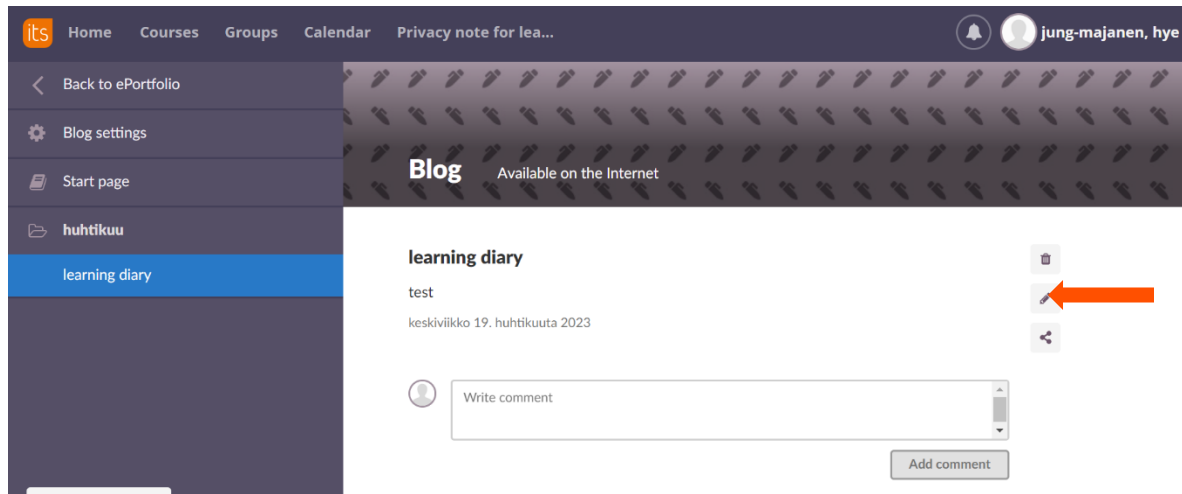 its Home Courses Groups Calendar Privacy note for lea... jung-majanen, hye
Back to ePortfolio
Blog settings
Start page
huhtikuu
learning diary
Blog Available on the Internet
learning diary
test
keskiviikko 19. huhtikuuta 2023
Write comment
Add comment